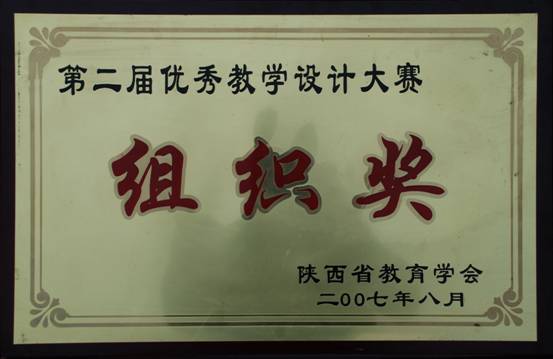 第二届优秀教学设计大赛
组织奖
陕西省教育学会
二00七年八月